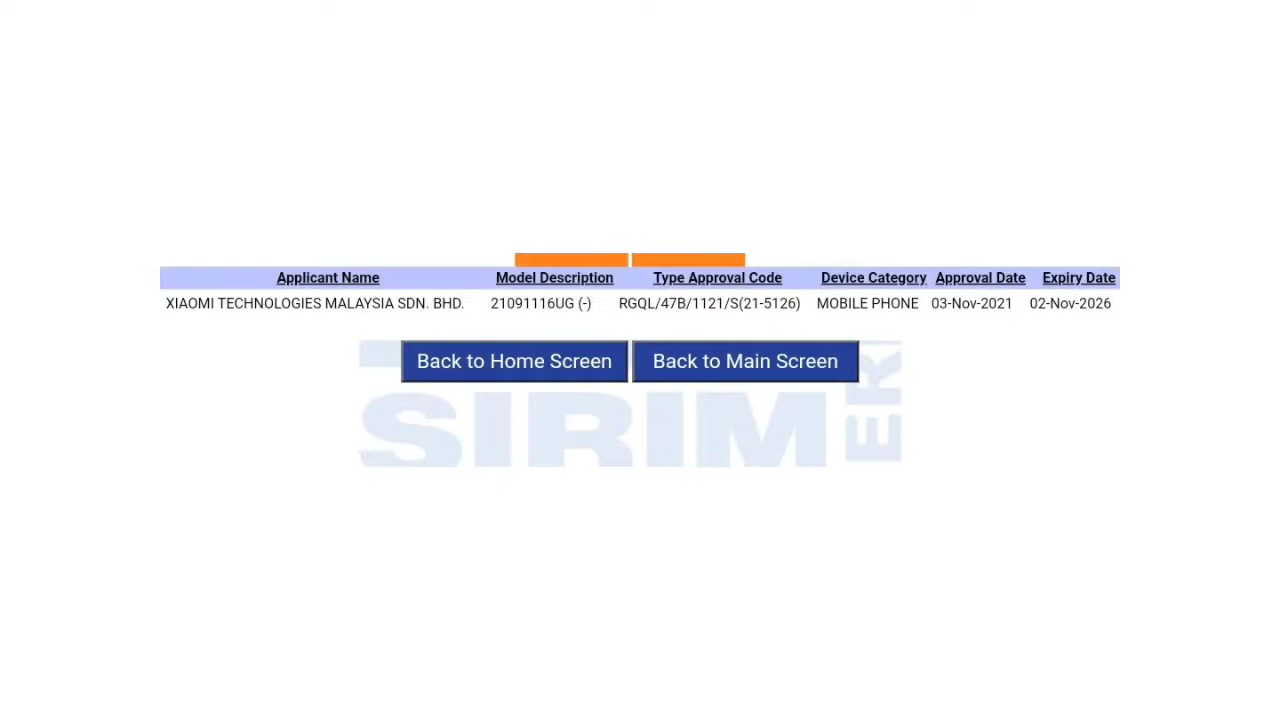 Applicant Name Model Description Type Approval Code Device Category Approval Date Expiry Date
XIAOMI TECHNOLOGIES MALAYSIA SDN. BHD. 21091116UG (-) RGQL/47B/1121/S(21-5126) MOBILE PHONE 03-Nov-2021 02-Nov-2026
Back to Home Screen Back to Main Screen
SIRIM